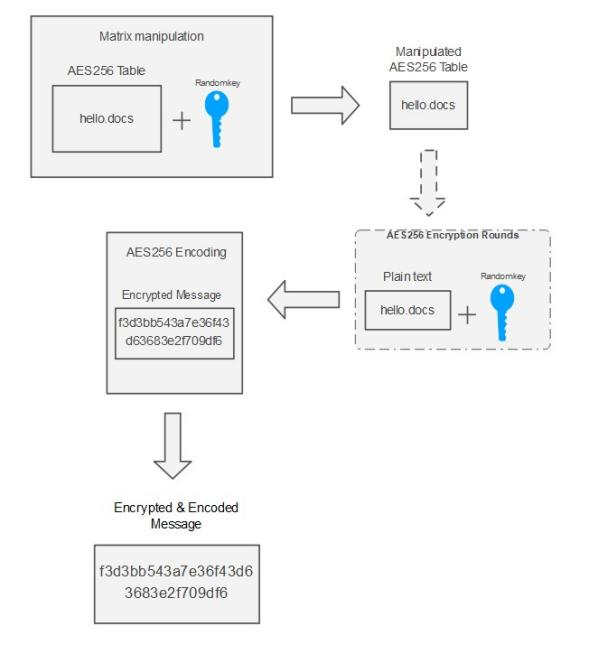 Matrix manipulation
AES256 Table
Randomkey
hello.docs
Manipulated
AES256 Table
hello.docs
AES256 Encryption Rounds
Plain text
Randomkey
hello.docs
AES256 Encoding
Encrypted Message
f3d3bb543a7e36f43
d63683e2f709df6
Encrypted & Encoded
Message
f3d3bb543a7e36f43d6
3683e2f709df6